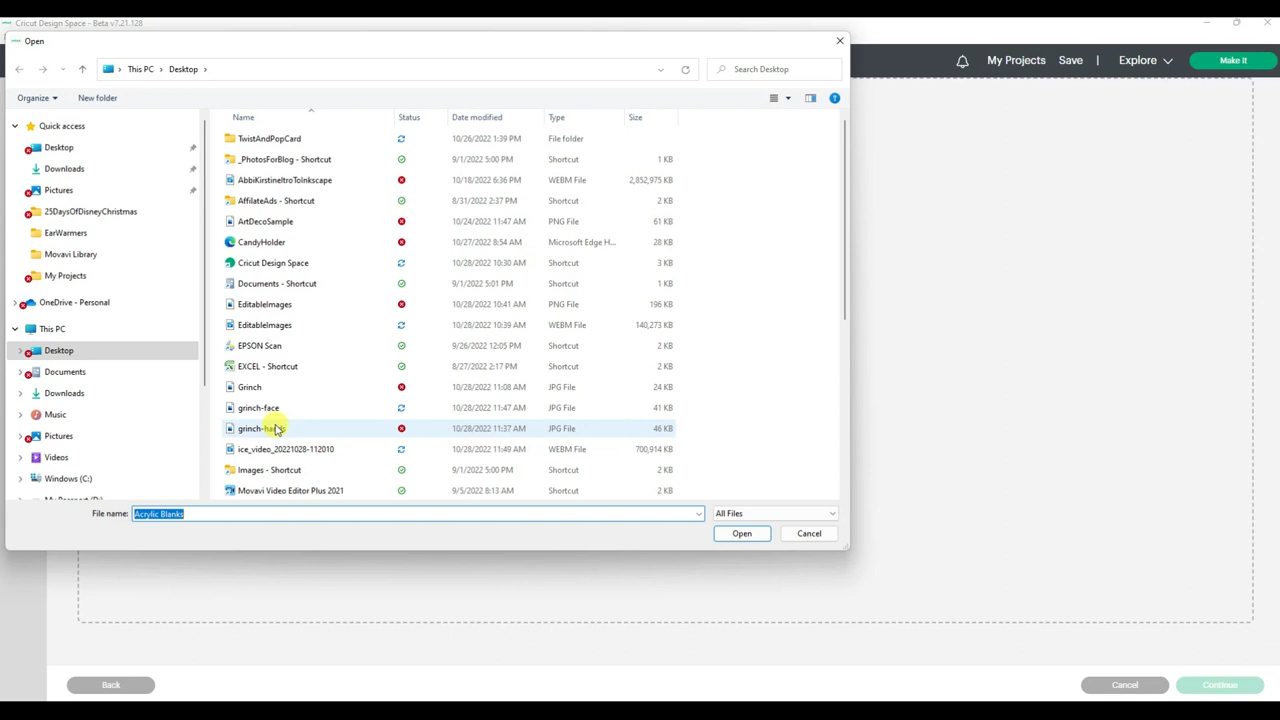 Cricut Design Space - Beta v7.21.128
Open
My Projects Save | Explore Make It
This PC > Desktop >
Search Desktop
Organize New folder
Name Status Date modified Type Size
Quick access
Desktop
Downloads
Pictures
25DaysOfDisneyChristmas
EarWarmers
Movavi Library
My Projects
OneDrive - Personal
This PC
Desktop
Documents
Downloads
Music
Pictures
Videos
Windows (C:)
TwistAndPopCard 10/26/2022 1:39 PM File folder
_PhotosForBlog - Shortcut 9/1/2022 5:00 PM Shortcut 1 KB
AbbiKirstineItroToInkscape 10/18/2022 6:36 PM WEBM File 2,852,975 KB
AffilateAds - Shortcut 8/31/2022 2:37 PM Shortcut 2 KB
ArtDecoSample 10/24/2022 11:47 AM PNG File 61 KB
CandyHolder 10/27/2022 8:54 AM Microsoft Edge H... 28 KB
Cricut Design Space 10/28/2022 10:30 AM Shortcut 3 KB
Documents - Shortcut 9/1/2022 5:01 PM Shortcut 1 KB
EditableImages 10/28/2022 10:41 AM PNG File 196 KB
EditableImages 10/28/2022 10:39 AM WEBM File 140,273 KB
EPSON Scan 9/26/2022 12:05 PM Shortcut 2 KB
EXCEL - Shortcut 8/27/2022 2:17 PM Shortcut 2 KB
Grinch 10/28/2022 11:08 AM JPG File 24 KB
grinch-face 10/28/2022 11:47 AM JPG File 41 KB
10/28/2022 11:37 AM JPG File 46 KB
ice_video_20221028-112010 10/28/2022 11:49 AM WEBM File 700,914 KB
Images - Shortcut 9/1/2022 5:00 PM Shortcut 2 KB
Movavi Video Editor Plus 2021 9/5/2022 8:13 AM Shortcut 2 KB
File name: Acrylic Blanks All Files
Open Cancel
Back Cancel Continue